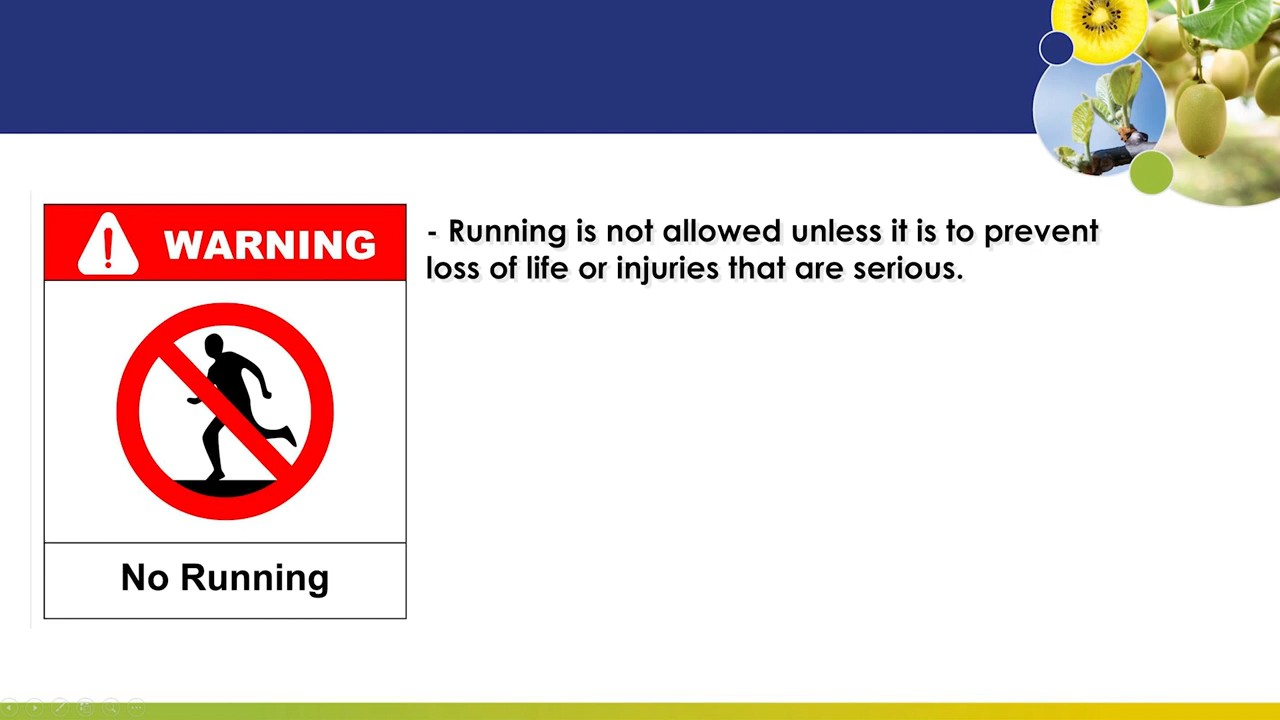 WARNING
No Running
- Running is not allowed unless it is to prevent
loss of life or injuries that are serious.